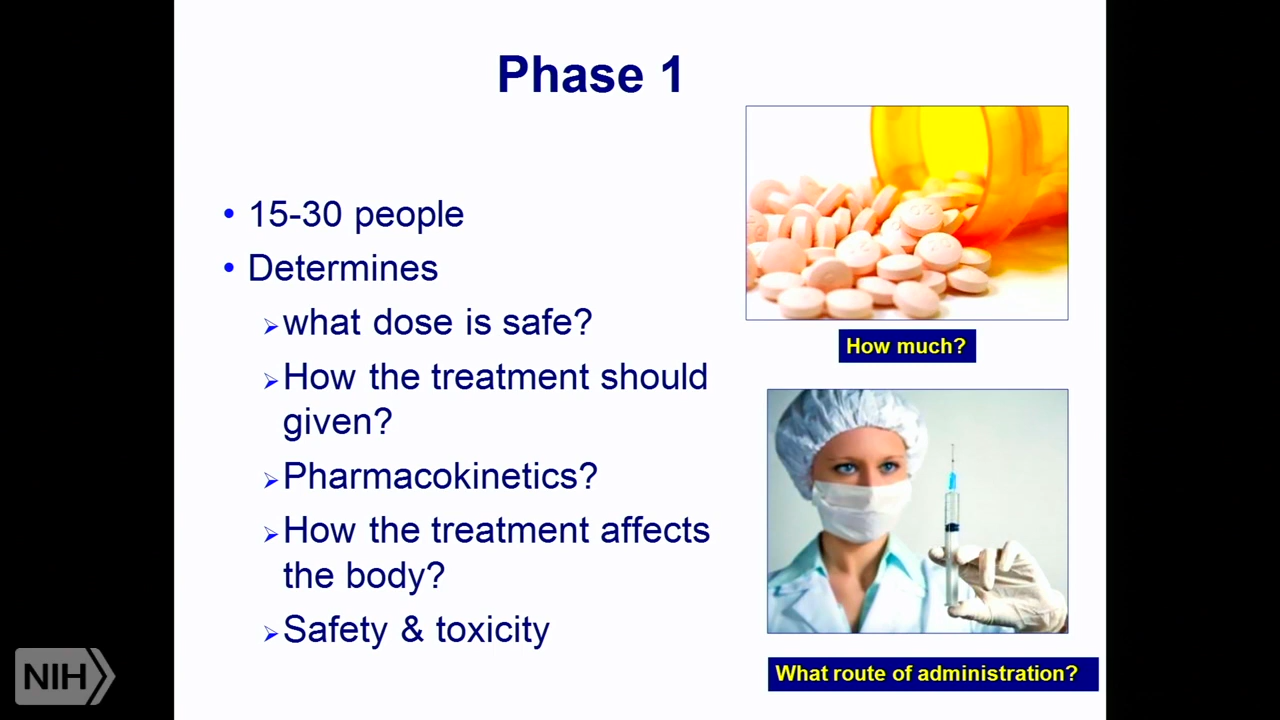 Phase 1
• 15-30 people
• Determines
➢what dose is safe?
➢How the treatment should
given?
➢Pharmacokinetics?
➢How the treatment affects
the body?
➢Safety & toxicity
How much?
What route of administration?
NIH